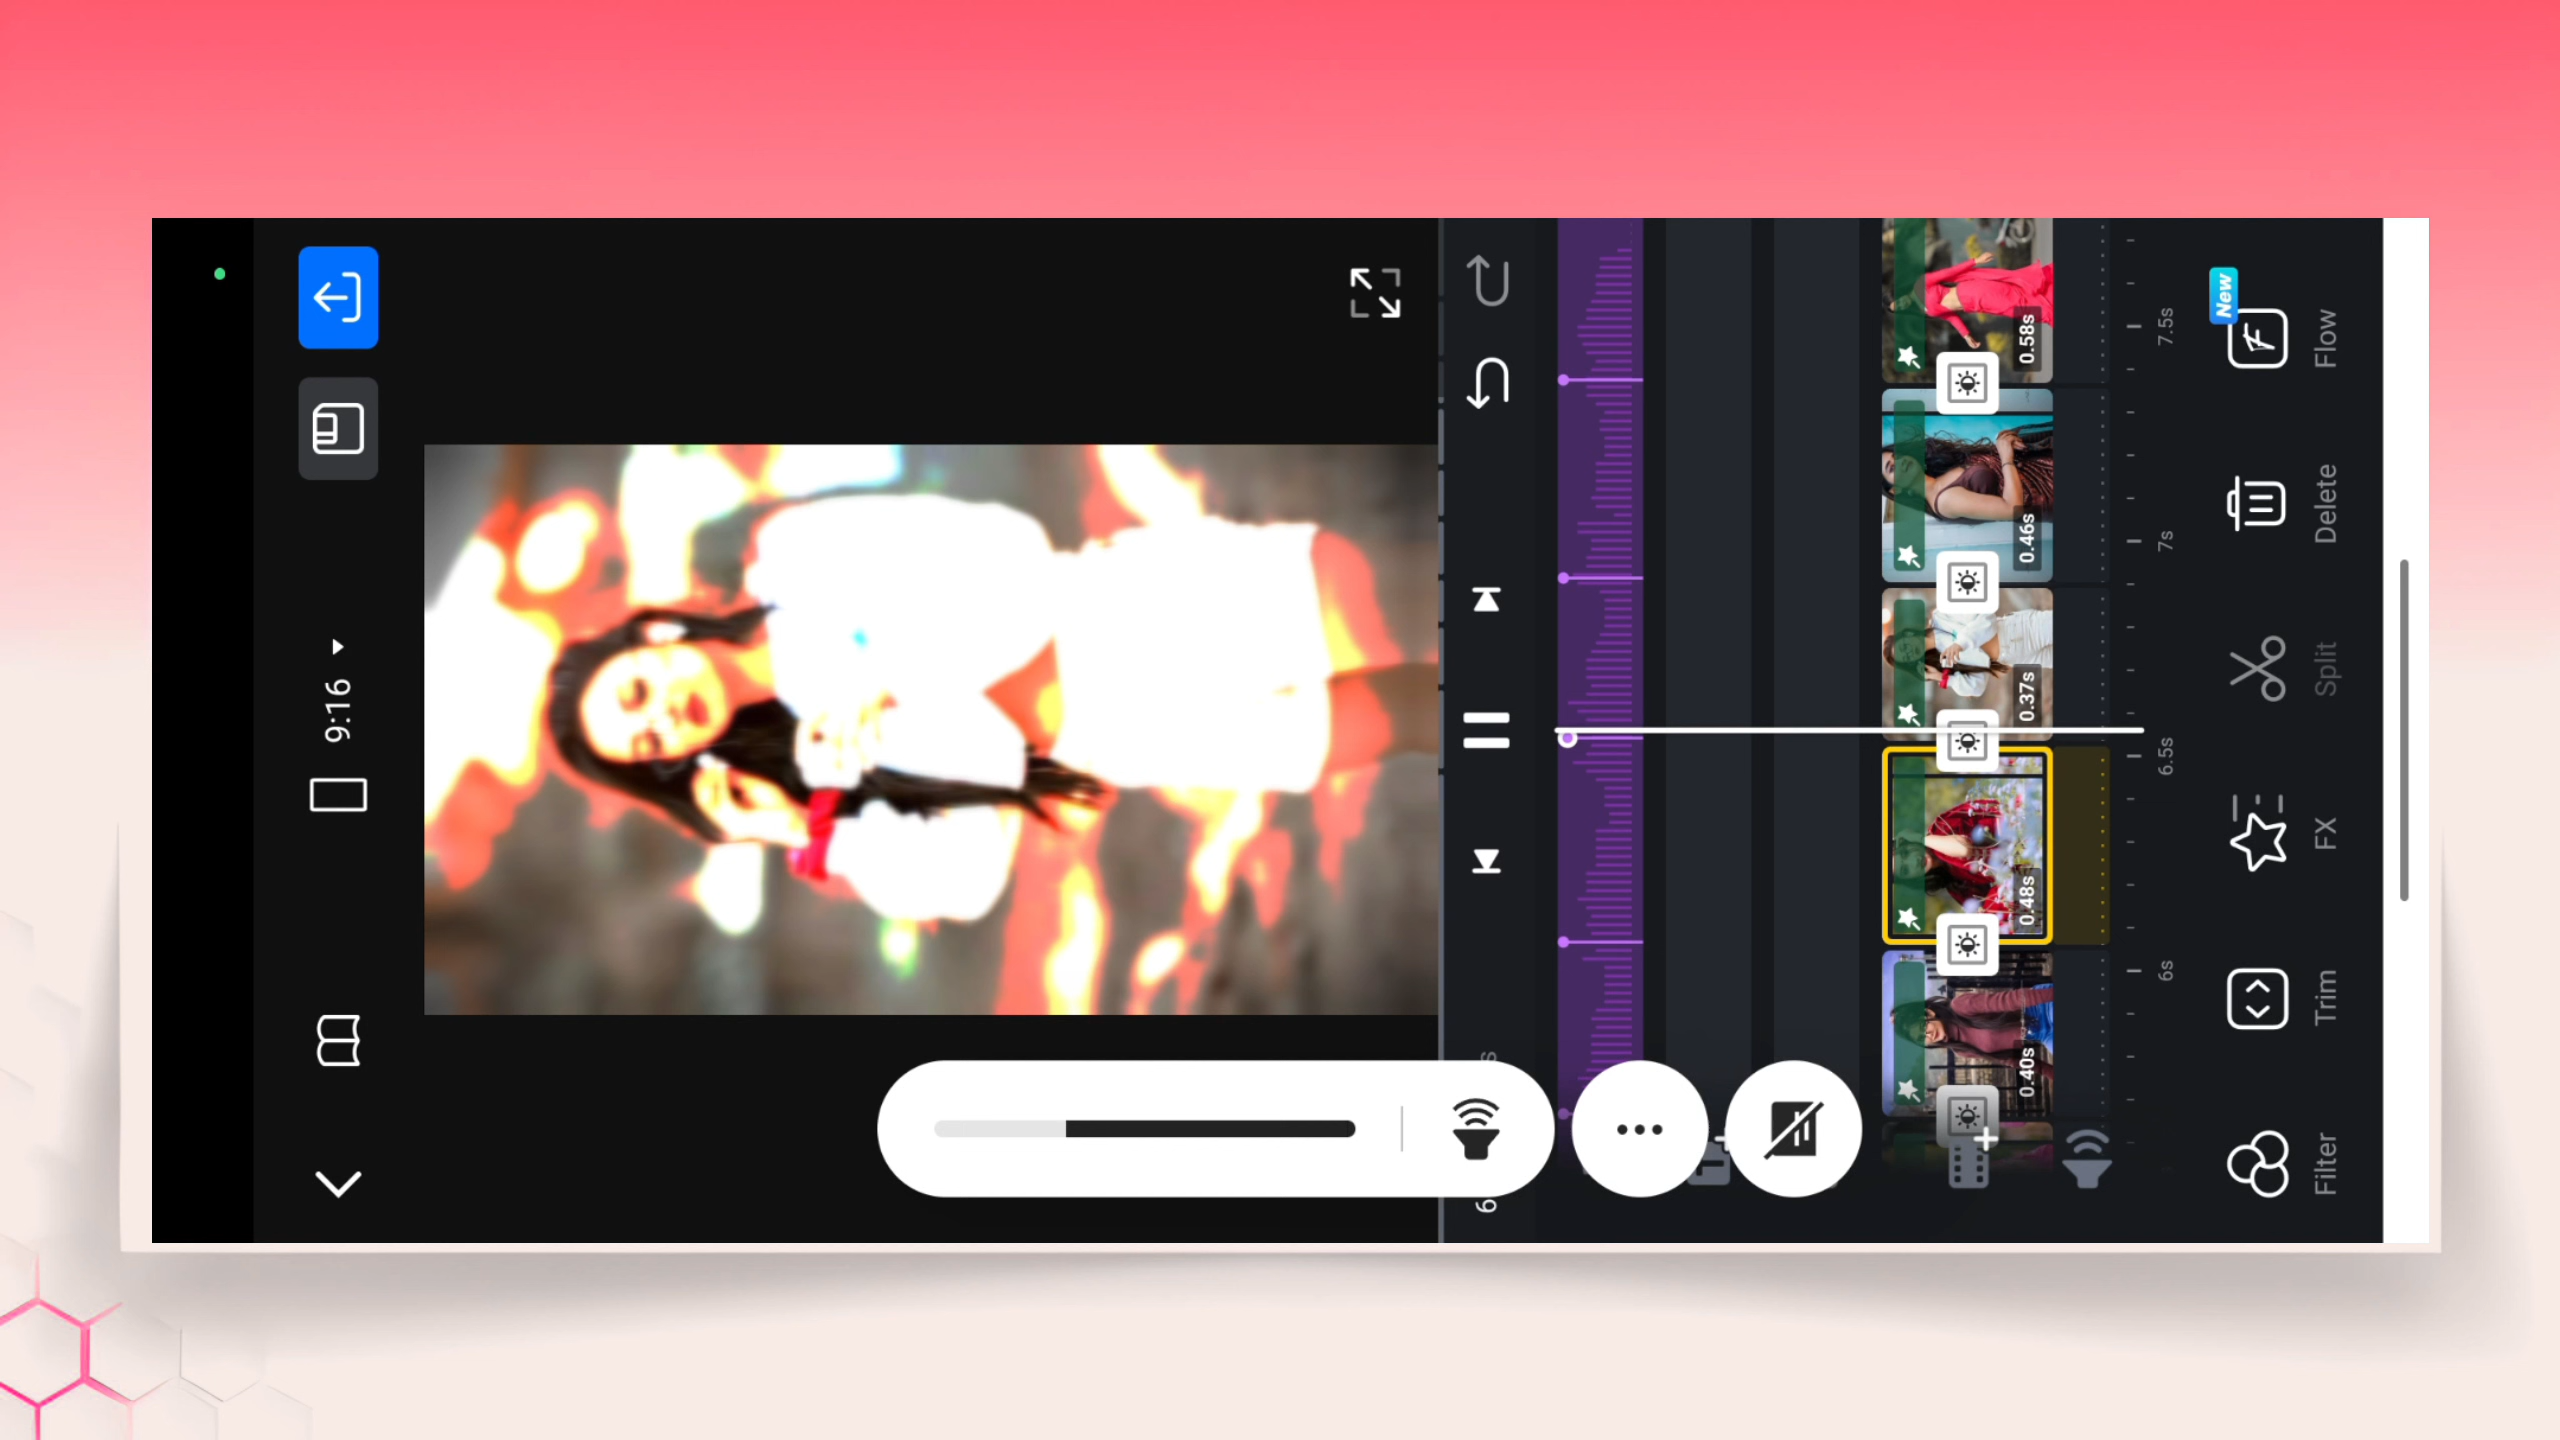 9:16
New
Flow
Delete
Split
FX
Trim
Filter
7.5s
7s
6.5s
6s
0.58s
0.46s
0.37s
0.48s
0.40s
6
s